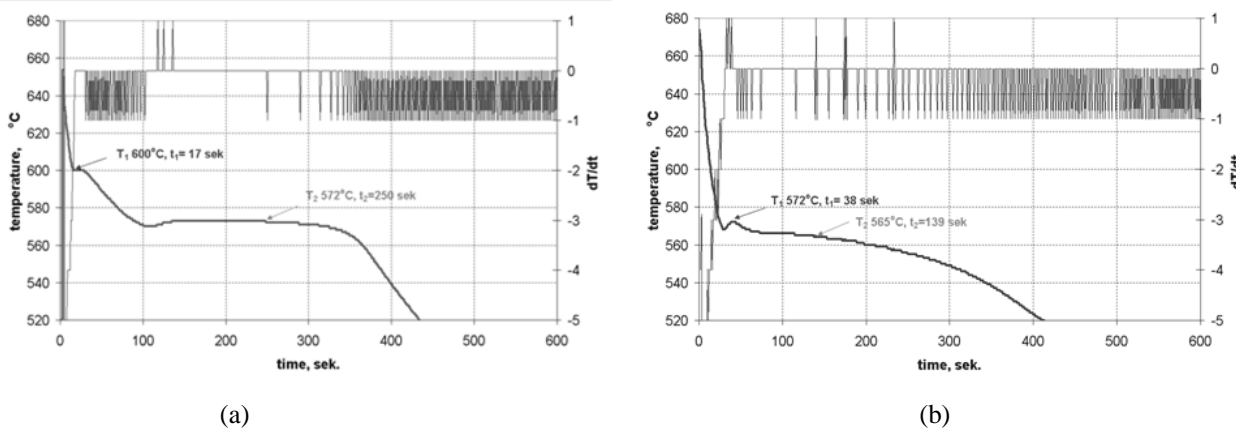 680
660
640
620
600
580
560
540
520
temperature, °C
1
0
-1
-2
-3
-4
-5
dT/dt
T₁ 600°C, t₁= 17 sek
T₂ 572°C, t₂=250 sek
0 100 200 300 400 500 600
time, sek.
(a)
680
660
640
620
600
580
560
540
520
temperature, °C
1
0
-1
-2
-3
-4
-5
dT/dt
T₁ 572°C, t₁= 38 sek
T₂ 565°C, t₂=139 sek
0 100 200 300 400 500 600
time, sek.
(b)